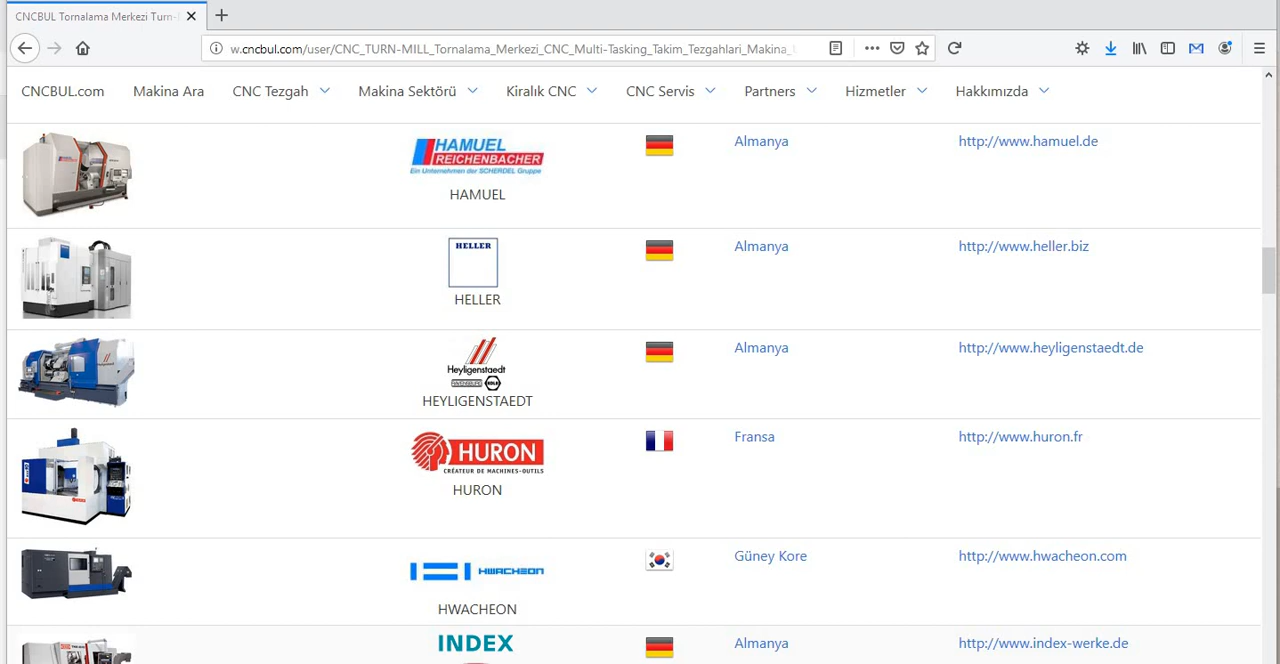 CNCBUL Tornalama Merkezi Turn-
w.cncbul.com/user/CNC_TURN-MILL_Tornalama_Merkezi_CNC_Multi-Tasking_Takim_Tezgahlari_Makina_
CNCBUL.com Makina Ara CNC Tezgah Makina Sektörü Kiralık CNC CNC Servis Partners Hizmetler Hakkımızda
HAMUEL
REICHENBACHER
Ein Unternehmen der SCHERDEL Gruppe
HAMUEL
Almanya
http://www.hamuel.de
HELLER
HELLER
Almanya
http://www.heller.biz
Heyligenstaedt
HEYLIGENSTAEDT
Almanya
http://www.heyligenstaedt.de
HURON
CRÉATEUR DE MACHINES-OUTILS
HURON
Fransa
http://www.huron.fr
HWACHEON
HWACHEON
Güney Kore
http://www.hwacheon.com
INDEX
Almanya
http://www.index-werke.de